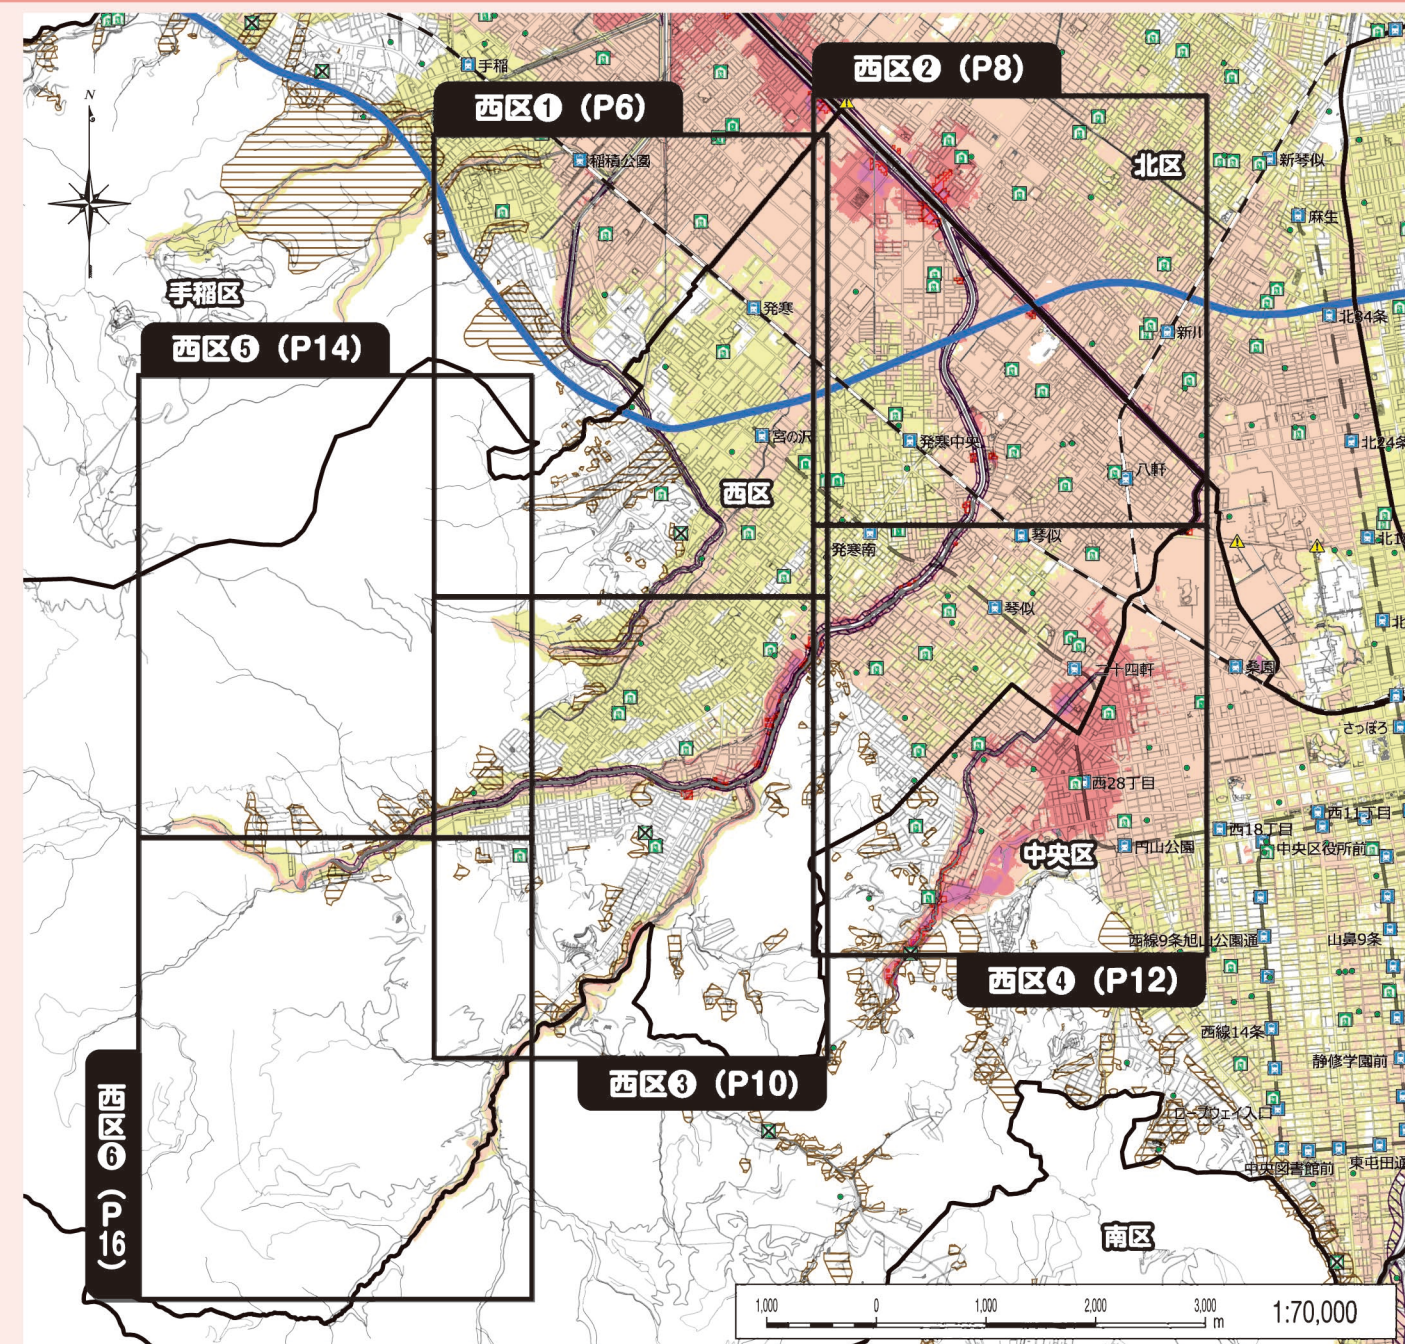 西区❷（P8）
手稲
西区❶（P6）
N
稲積公園
北区
新琴似
麻生
手稲区
発寒
北34条
新川
西区❺（P14）
宮の沢
発寒中央
北24条
八軒
西区
発寒南
琴似
琴似
二十四軒
桑園
さっぽろ
西28丁目
西11丁目
西18丁目
円山公園
中央区役所前
中央区
西線9条旭山公園通
山鼻9条
西区❹（P12）
西線14条
静修学園前
西区❸（P10）
西区❻（P16）
ロープウェイ入口
中央図書館前
東屯田通
南区
1,000 0 1,000 2,000 3,000 m
1:70,000